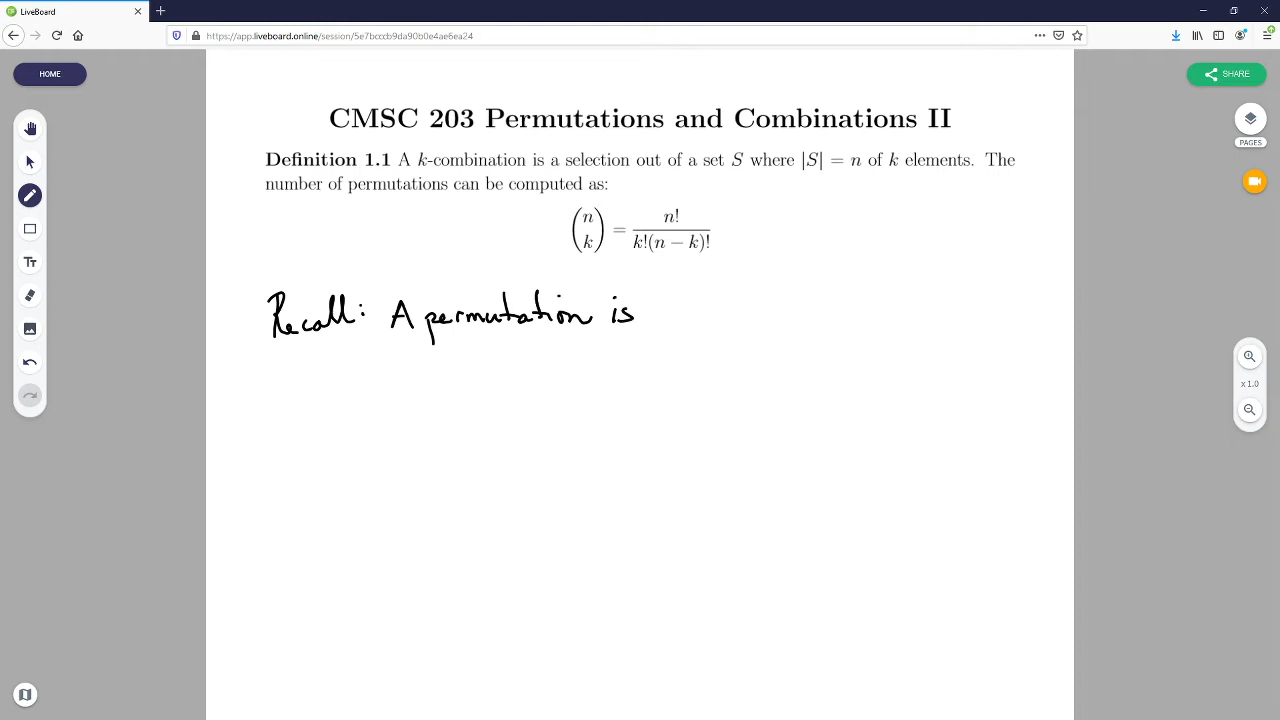 LiveBoard
https://app.liveboard.online/session/5e7bcccb9da90b0e4ae6ea24
HOME
SHARE
CMSC 203 Permutations and Combinations II
Definition 1.1 A k-combination is a selection out of a set S where |S| = n of k elements. The
number of permutations can be computed as:
(n k) = n! / k!(n − k)!
PAGES
Tт
Recall: A permutation is
x 1.0